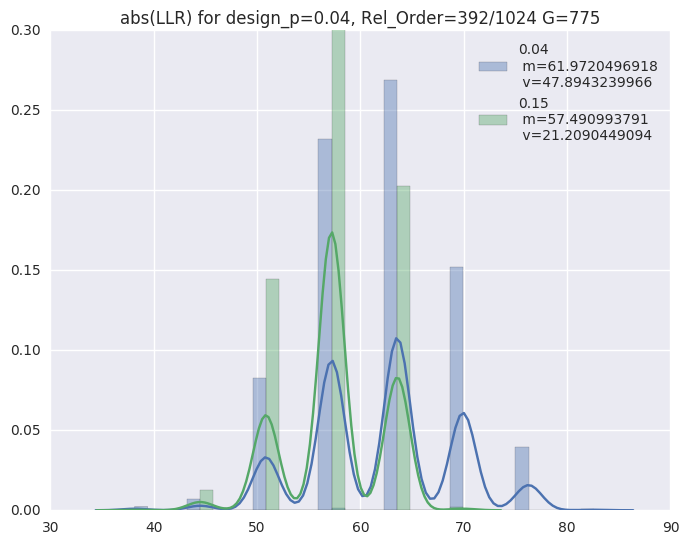 abs(LLR) for design_p=0.04, Rel_Order=392/1024 G=775
0.30
0.25
0.20
0.15
0.10
0.05
0.00
30 40 50 60 70 80 90
0.04
m=61.9720496918
v=47.8943239966
0.15
m=57.490993791
v=21.2090449094